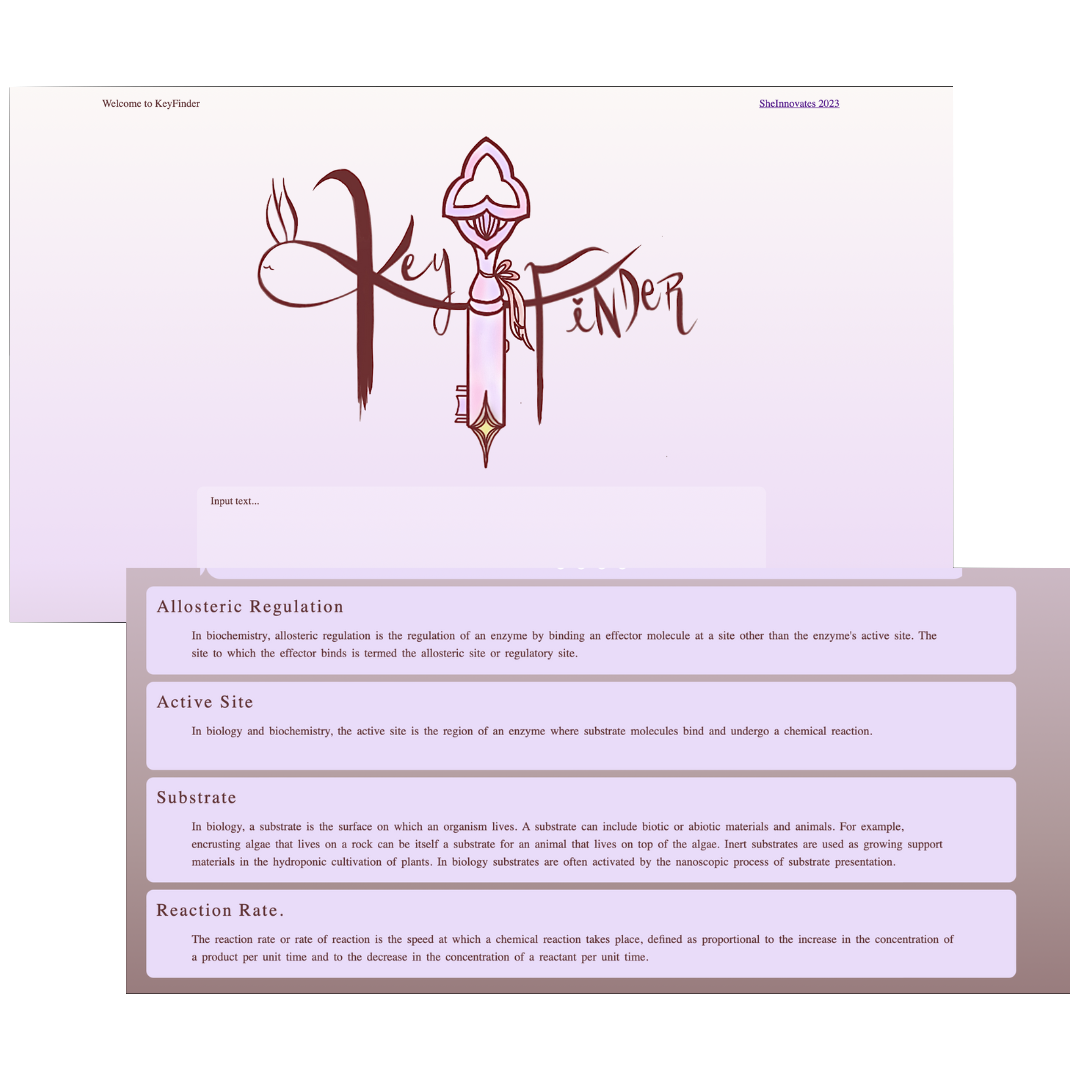 Welcome to KeyFinder
SheInnovates 2023
Key FinDeR
Input text...
Allosteric Regulation
In biochemistry, allosteric regulation is the regulation of an enzyme by binding an effector molecule at a site other than the enzyme's active site. The
site to which the effector binds is termed the allosteric site or regulatory site.
Active Site
In biology and biochemistry, the active site is the region of an enzyme where substrate molecules bind and undergo a chemical reaction.
Substrate
In biology, a substrate is the surface on which an organism lives. A substrate can include biotic or abiotic materials and animals. For example,
encrusting algae that lives on a rock can be itself a substrate for an animal that lives on top of the algae. Inert substrates are used as growing support
materials in the hydroponic cultivation of plants. In biology substrates are often activated by the nanoscopic process of substrate presentation.
Reaction Rate.
The reaction rate or rate of reaction is the speed at which a chemical reaction takes place, defined as proportional to the increase in the concentration of
a product per unit time and to the decrease in the concentration of a reactant per unit time.